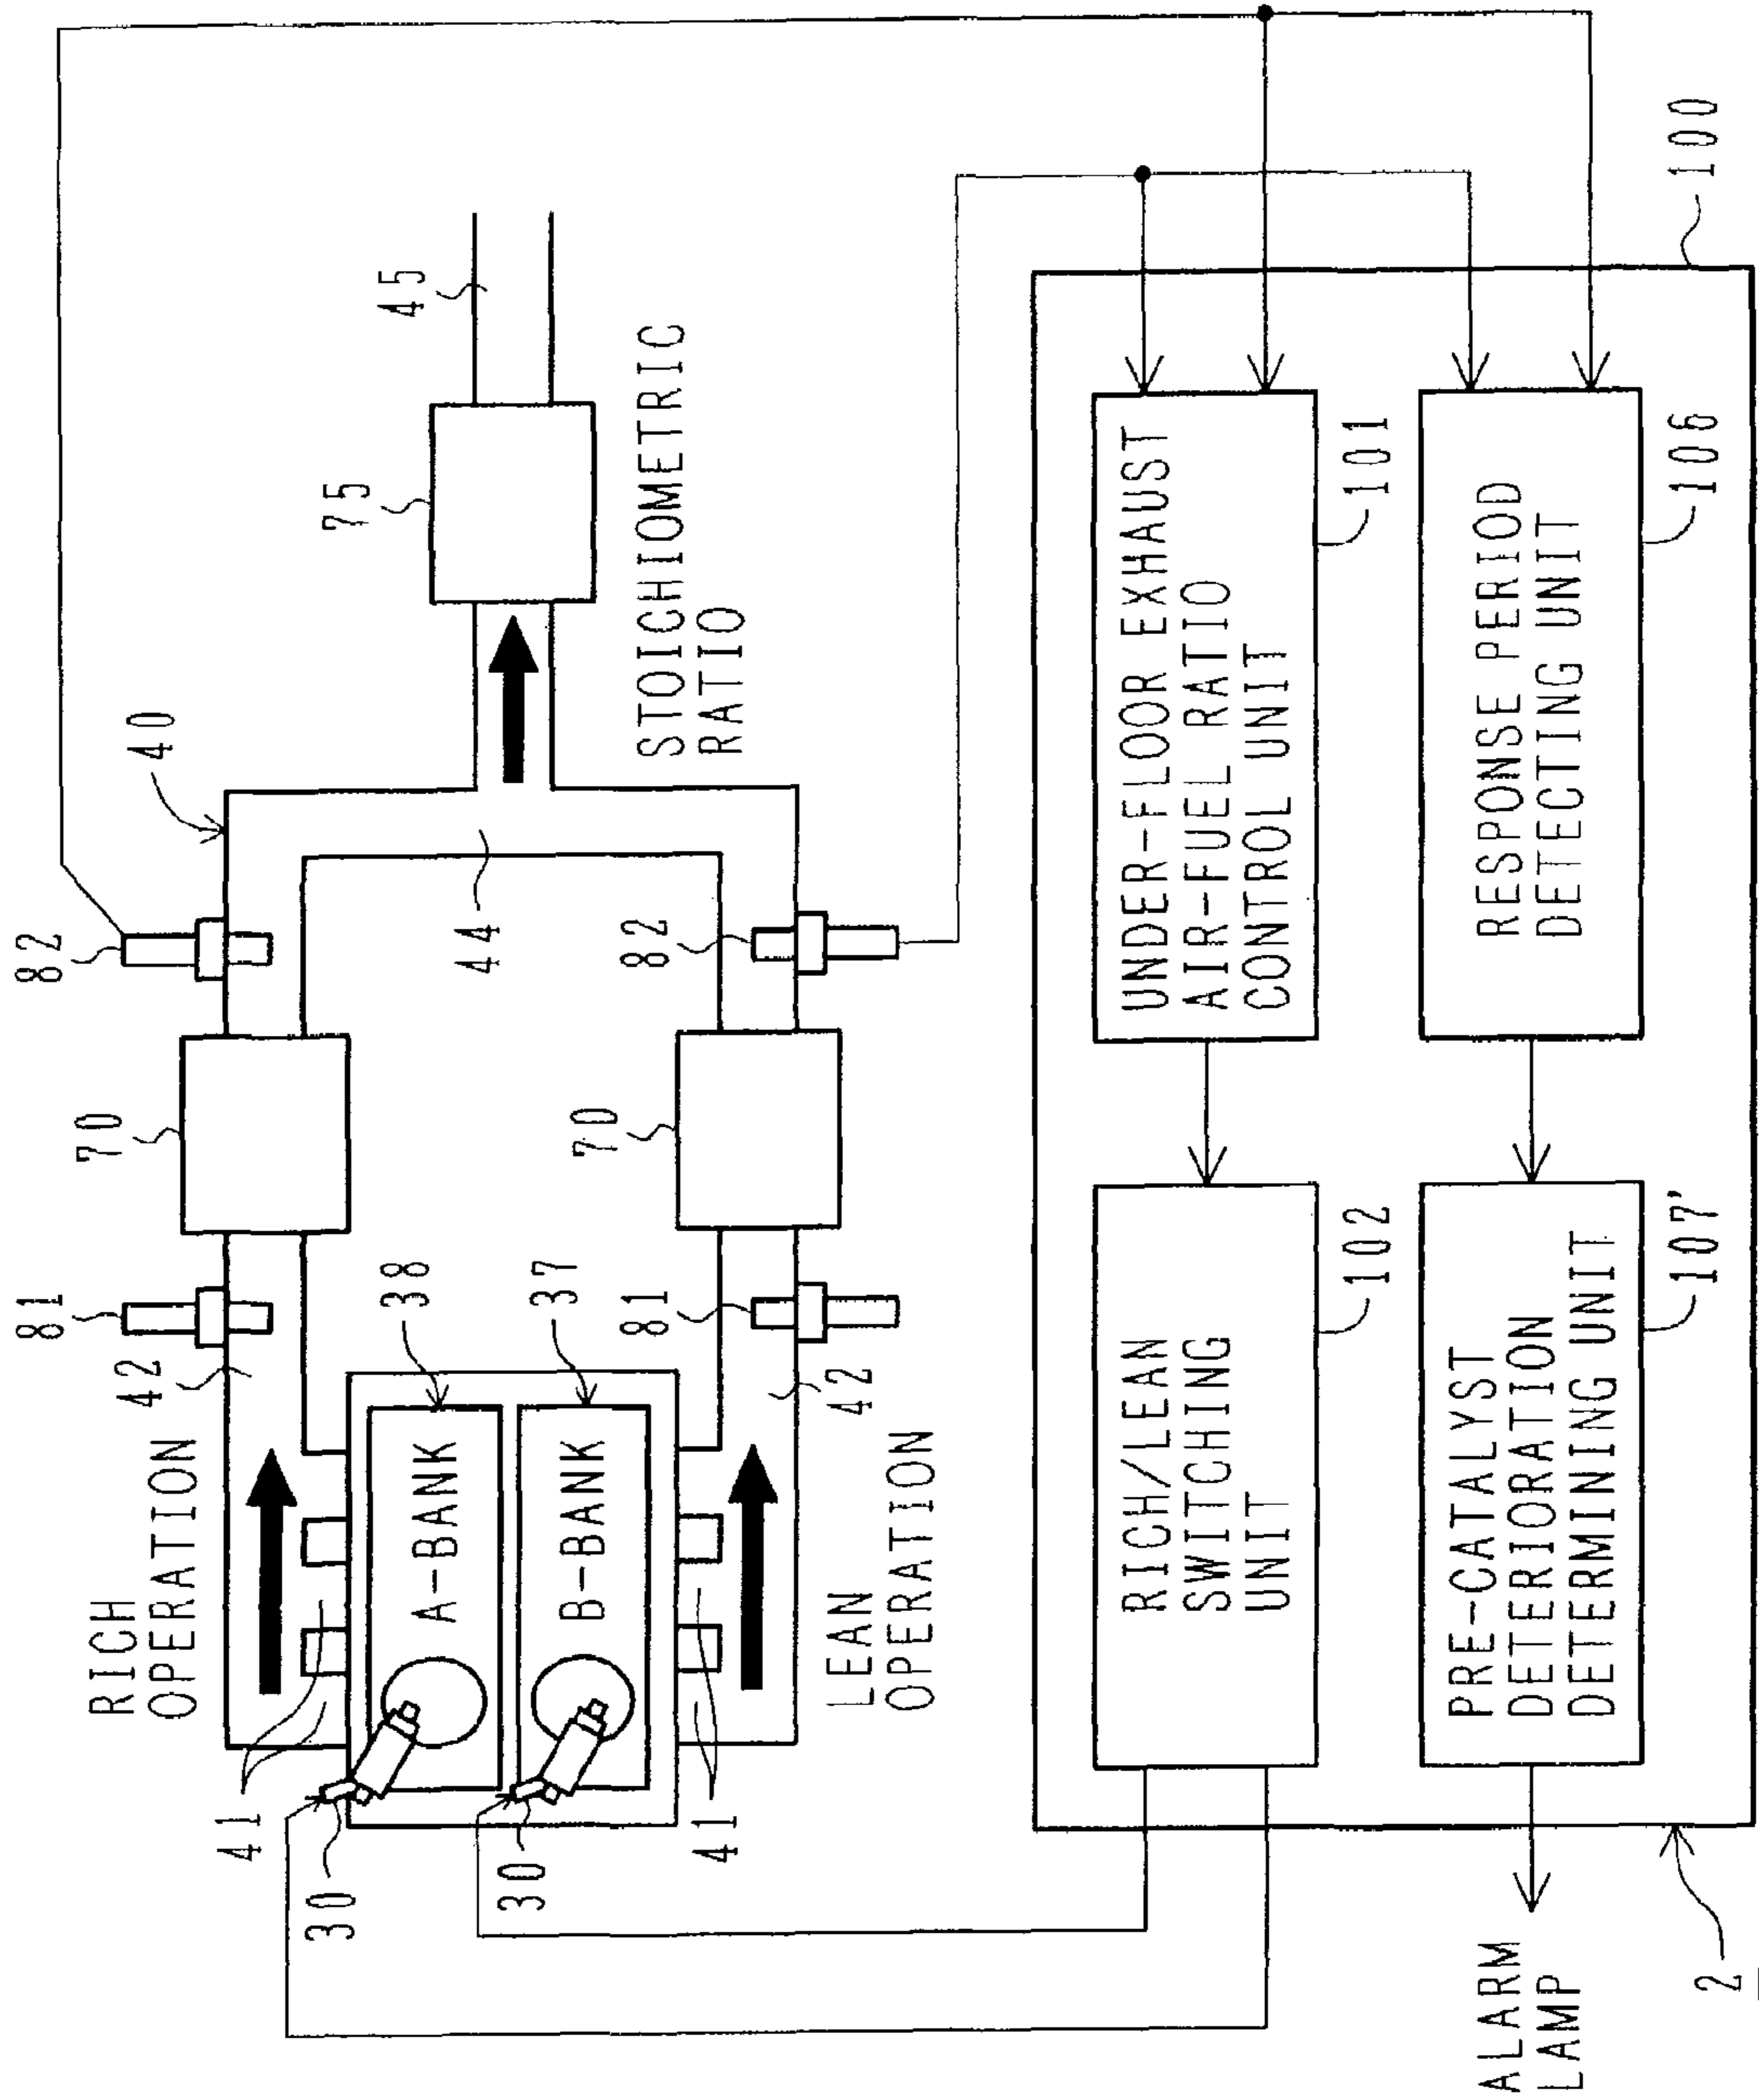 82
40
81
70
42
RICH
OPERATION
41
30
A-BANK
38
B-BANK
37
30
41
44
75
45
STOICHIOMETRIC
RATIO
81
70
82
42
LEAN
OPERATION
RICH/LEAN
SWITCHING
UNIT
102
UNDER-FLOOR EXHAUST
AIR-FUEL RATIO
CONTROL UNIT
101
PRE-CATALYST
DETERIORATION
DETERMINING UNIT
107'
RESPONSE PERIOD
DETECTING UNIT
106
100
ALARM
LAMP
2